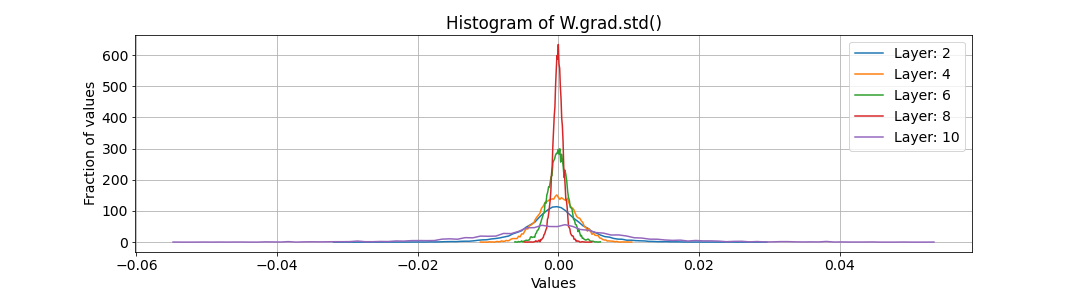 Histogram of W.grad.std()
Fraction of values
600
500
400
300
200
100
0
−0.06
−0.04
−0.02
0.00
0.02
0.04
Values
Layer: 2
Layer: 4
Layer: 6
Layer: 8
Layer: 10